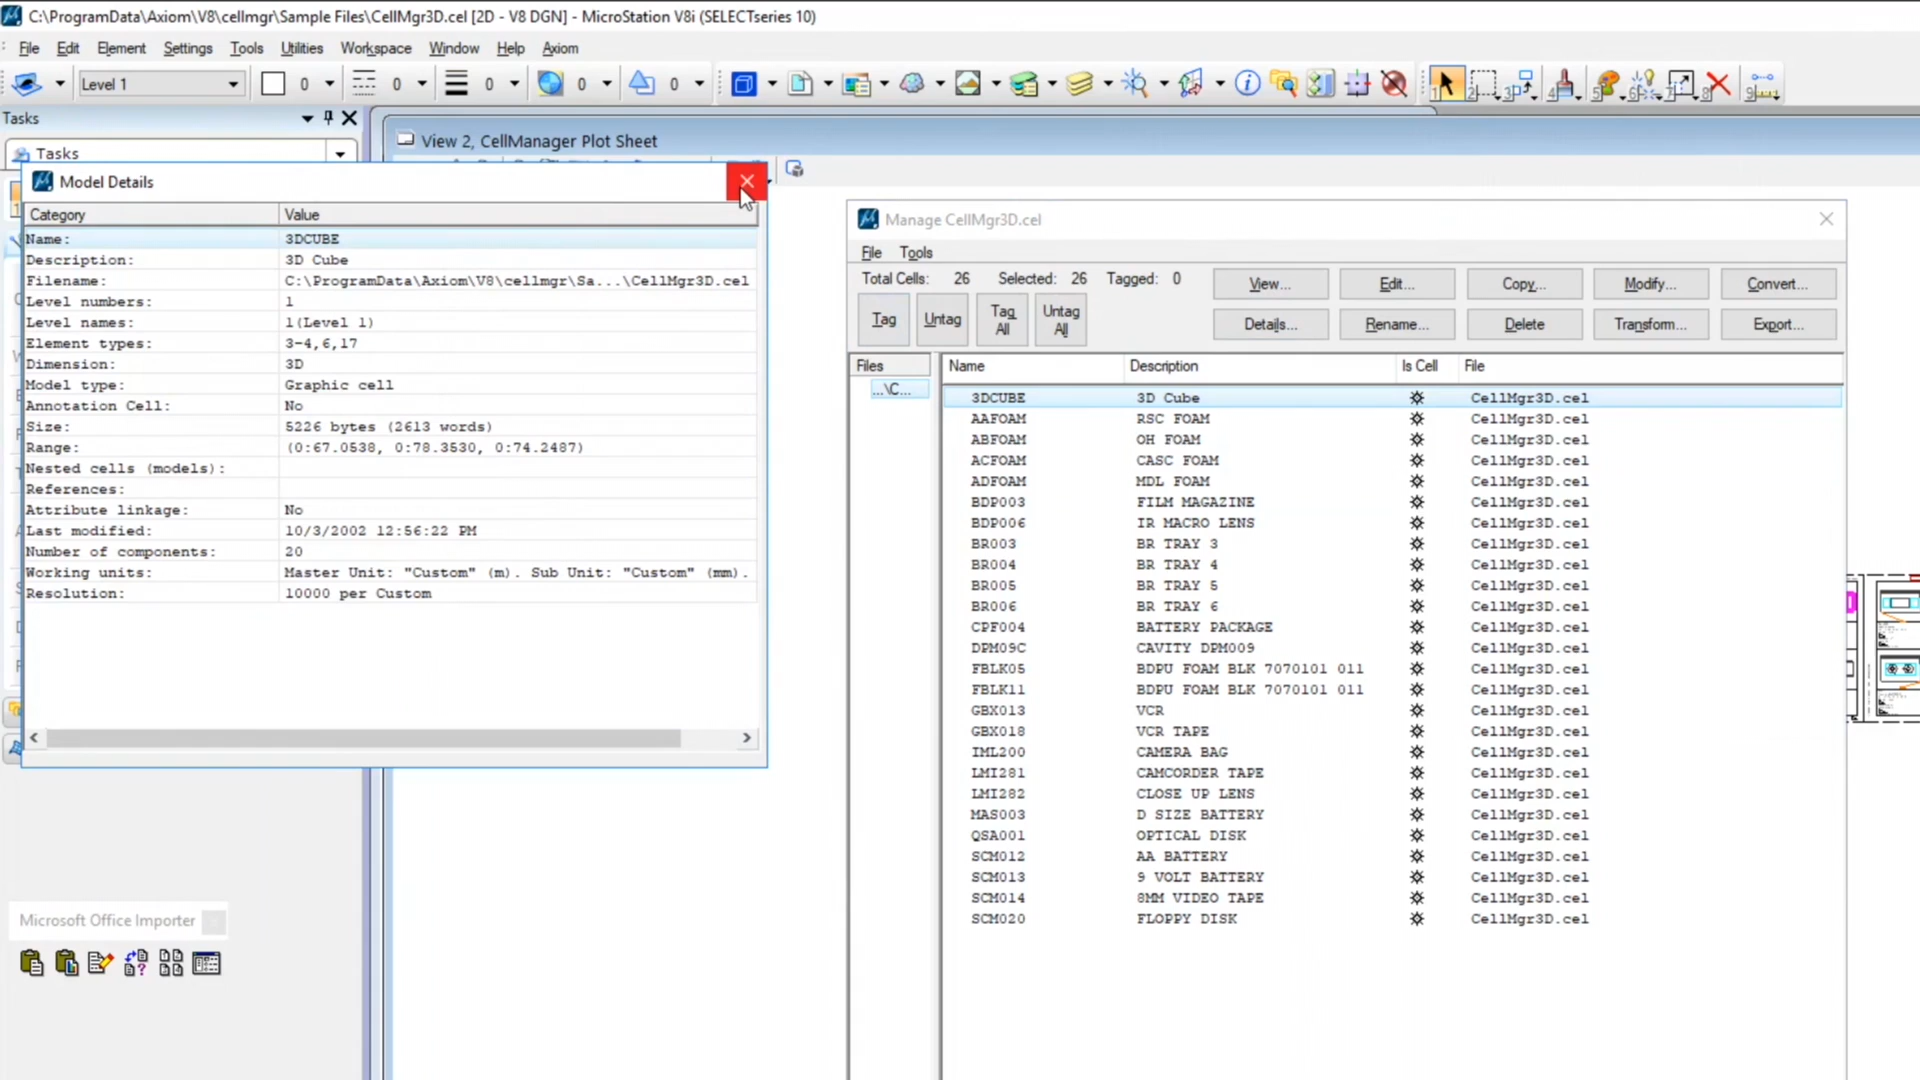 C:\ProgramData\Axiom\V8\cellmgr\Sample Files\CellMgr3D.cel [2D - V8 DGN] - MicroStation V8i (SELECTseries 10)
File Edit Element Settings Tools Utilities Workspace Window Help Axiom
Level 1 0 0 0 0 0
1 2 3 4 5 6 7 8 9
Tasks
Tasks
View 2, CellManager Plot Sheet
Model Details
Category Value
Name: 3DCUBE
Description: 3D Cube
Filename: C:\ProgramData\Axiom\V8\cellmgr\Sa...\CellMgr3D.cel
Level numbers: 1
Level names: 1(Level 1)
Element types: 3-4,6,17
Dimension: 3D
Model type: Graphic cell
Annotation Cell: No
Size: 5226 bytes (2613 words)
Range: (0:67.0538, 0:78.3530, 0:74.2487)
Nested cells (models):
References:
Attribute linkage: No
Last modified: 10/3/2002 12:56:22 PM
Number of components: 20
Working units: Master Unit: "Custom" (m). Sub Unit: "Custom" (mm).
Resolution: 10000 per Custom
Microsoft Office Importer
Manage CellMgr3D.cel
File Tools
Total Cells: 26 Selected: 26 Tagged: 0
View... Edit... Copy... Modify... Convert...
Tag Untag Tag All Untag All
Details... Rename... Delete Transform... Export...
Files
...\C...
Name Description Is Cell File
3DCUBE 3D Cube CellMgr3D.cel
AAFOAM RSC FOAM CellMgr3D.cel
ABFOAM OH FOAM CellMgr3D.cel
ACFOAM CASC FOAM CellMgr3D.cel
ADFOAM MDL FOAM CellMgr3D.cel
BDP003 FILM MAGAZINE CellMgr3D.cel
BDP006 IR MACRO LENS CellMgr3D.cel
BR003 BR TRAY 3 CellMgr3D.cel
BR004 BR TRAY 4 CellMgr3D.cel
BR005 BR TRAY 5 CellMgr3D.cel
BR006 BR TRAY 6 CellMgr3D.cel
CPF004 BATTERY PACKAGE CellMgr3D.cel
DPM09C CAVITY DPM009 CellMgr3D.cel
FBLK05 BDPU FOAM BLK 7070101 011 CellMgr3D.cel
FBLK11 BDPU FOAM BLK 7070101 011 CellMgr3D.cel
GBX013 VCR CellMgr3D.cel
GBX018 VCR TAPE CellMgr3D.cel
IML200 CAMERA BAG CellMgr3D.cel
LMI281 CAMCORDER TAPE CellMgr3D.cel
LMI282 CLOSE UP LENS CellMgr3D.cel
MAS003 D SIZE BATTERY CellMgr3D.cel
QSA001 OPTICAL DISK CellMgr3D.cel
SCM012 AA BATTERY CellMgr3D.cel
SCM013 9 VOLT BATTERY CellMgr3D.cel
SCM014 8MM VIDEO TAPE CellMgr3D.cel
SCM020 FLOPPY DISK CellMgr3D.cel